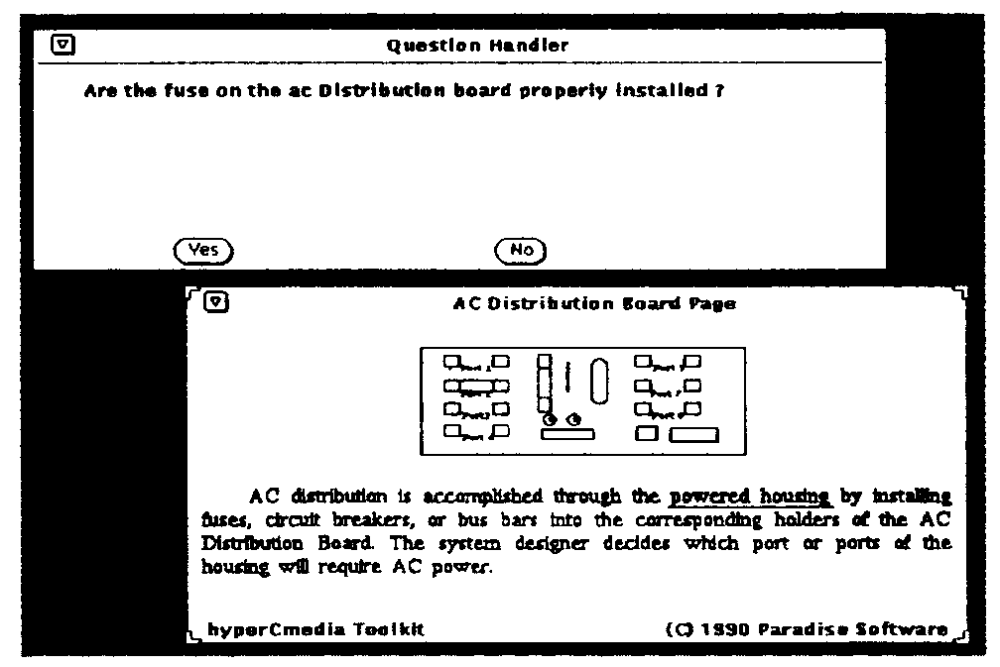 Question Handler
Are the fuse on the ac Distribution board properly installed ?
Yes
No
AC Distribution Board Page
AC distribution is accomplished through the powered housing by installing
fuses, circuit breakers, or bus bars into the corresponding holders of the AC
Distribution Board. The system designer decides which port or ports of the
housing will require AC power.
hyperCmedia Toolkit
(C) 1990 Paradise Software